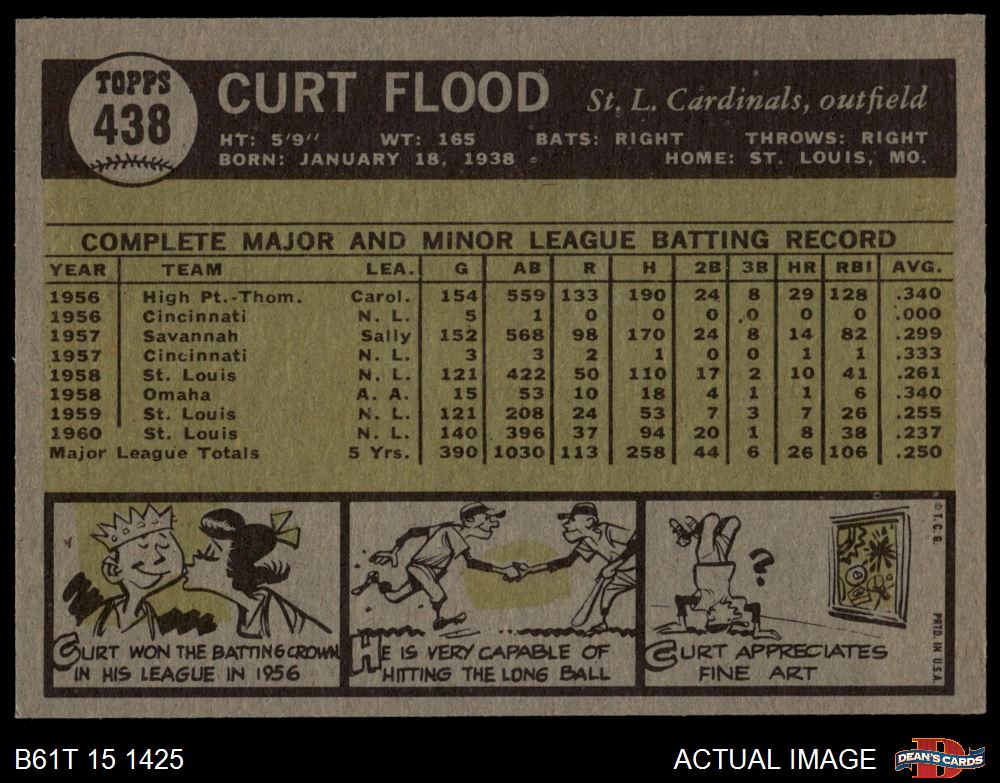 TOPPS
438
CURT FLOOD St. L. Cardinals, outfield
HT: 5'9'' WT: 165 BATS: RIGHT THROWS: RIGHT
BORN: JANUARY 18, 1938 HOME: ST. LOUIS, MO.
COMPLETE MAJOR AND MINOR LEAGUE BATTING RECORD
YEAR TEAM LEA. G AB R H 2B 3B HR RBI AVG.
1956 High Pt.-Thom. Carol. 154 559 133 190 24 8 29 128 .340
1956 Cincinnati N. L. 5 1 0 0 0 0 0 0 .000
1957 Savannah Sally 152 568 98 170 24 8 14 82 .299
1957 Cincinnati N. L. 3 3 2 1 0 0 1 1 .333
1958 St. Louis N. L. 121 422 50 110 17 2 10 41 .261
1958 Omaha A. A. 15 53 10 18 4 1 1 6 .340
1959 St. Louis N. L. 121 208 24 53 7 3 7 26 .255
1960 St. Louis N. L. 140 396 37 94 20 1 8 38 .237
Major League Totals 5 Yrs. 390 1030 113 258 44 6 26 106 .250
CURT WON THE BATTING CROWN
IN HIS LEAGUE IN 1956
HE IS VERY CAPABLE OF
HITTING THE LONG BALL
?
CURT APPRECIATES
FINE ART
© T. C. G.
PRTD. IN U.S.A.
B61T 15 1425
ACTUAL IMAGE
D
DEAN'S CARDS